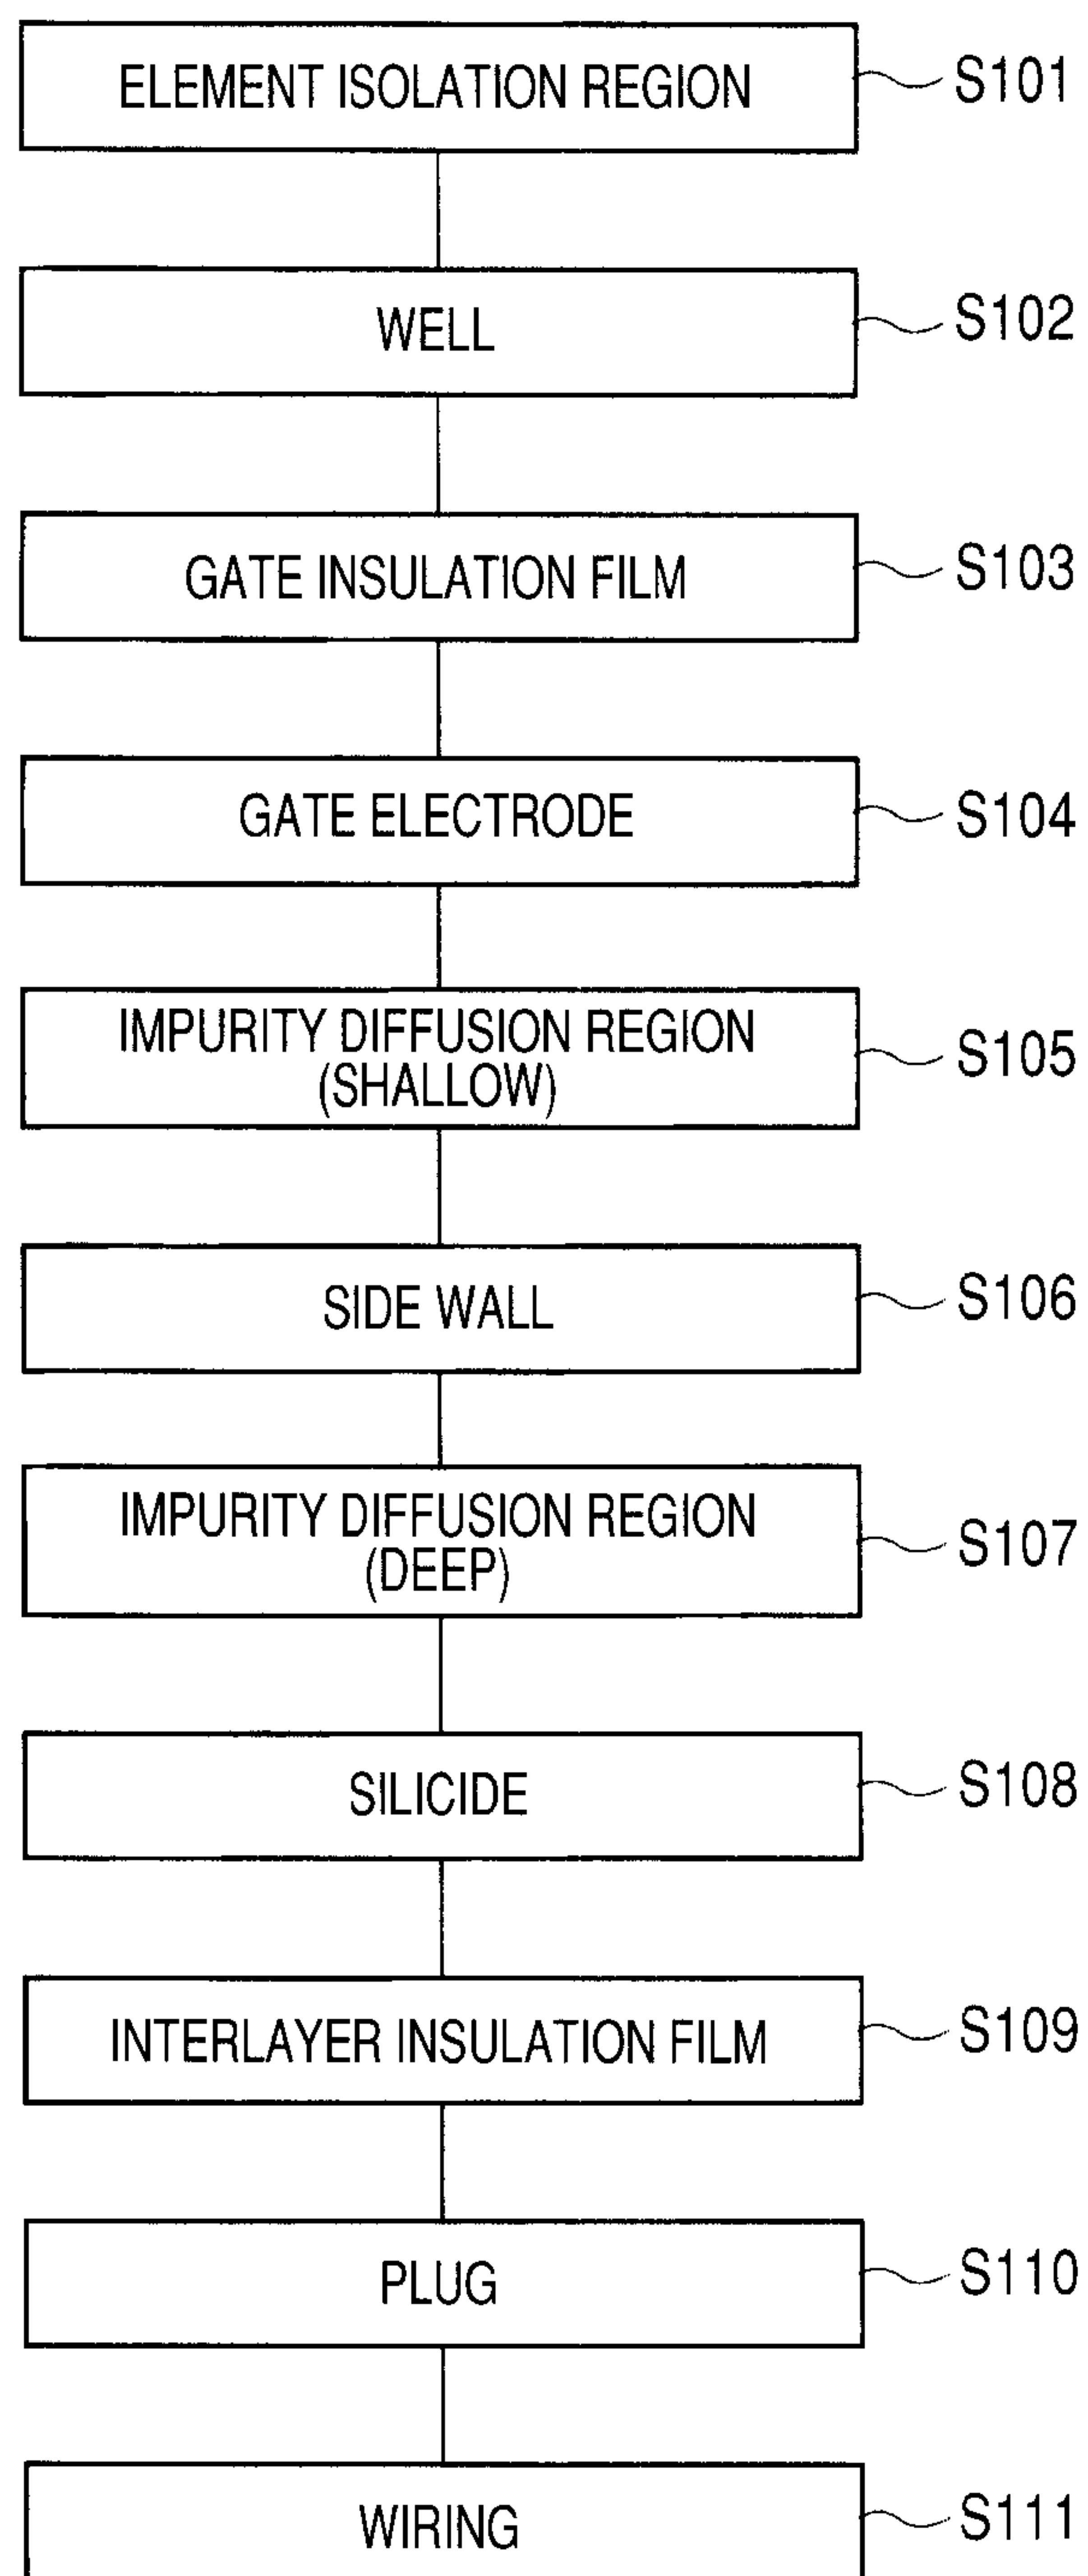 ELEMENT ISOLATION REGION
S101
WELL
S102
GATE INSULATION FILM
S103
GATE ELECTRODE
S104
IMPURITY DIFFUSION REGION
(SHALLOW)
S105
SIDE WALL
S106
IMPURITY DIFFUSION REGION
(DEEP)
S107
SILICIDE
S108
INTERLAYER INSULATION FILM
S109
PLUG
S110
WIRING
S111